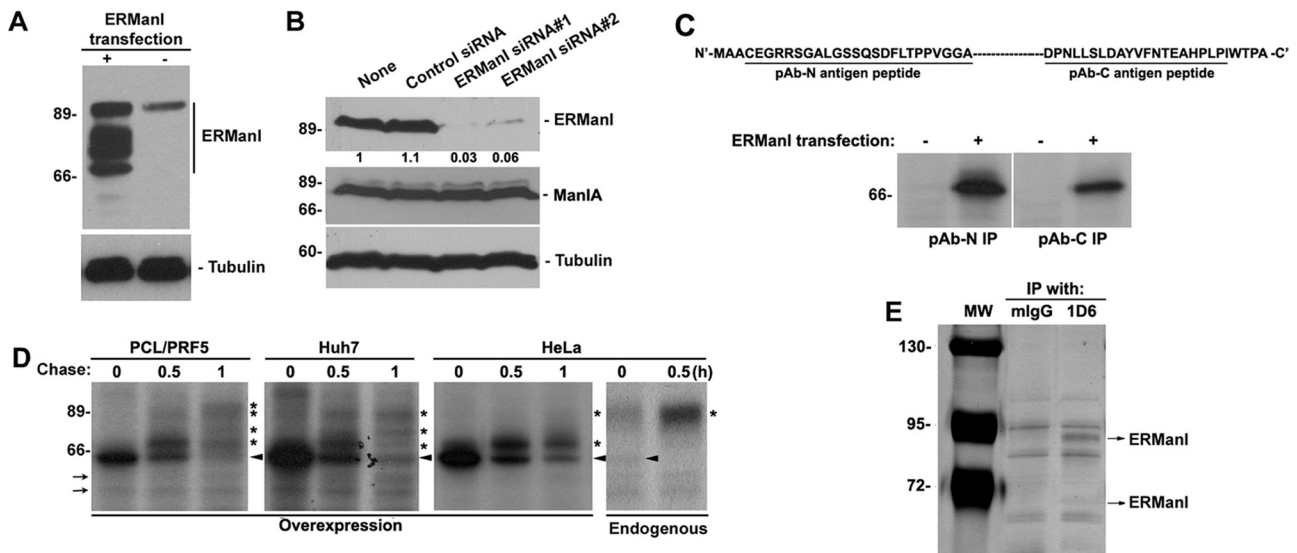 A
ERManI
transfection
+ -
89-
66-
ERManI
- Tubulin
B
None
Control siRNA
ERManI siRNA#1
ERManI siRNA#2
89-
- ERManI
1 1.1 0.03 0.06
89-
66-
- ManIA
60-
- Tubulin
C
N'-MAACEGRRSGALGSSQSDFLTPPVGGA---------------DPNLLSLDAYVFNTEAHPLPIWTPA -C'
pAb-N antigen peptide pAb-C antigen peptide
ERManI transfection: - + - +
66-
pAb-N IP pAb-C IP
D
PCL/PRF5 Huh7 HeLa
Chase: 0 0.5 1 0 0.5 1 0 0.5 1 0 0.5(h)
89-
66-
* * * *
* * * *
* *
*
Overexpression Endogenous
E
IP with:
MW mIgG 1D6
130-
95-
72-
ERManI
ERManI